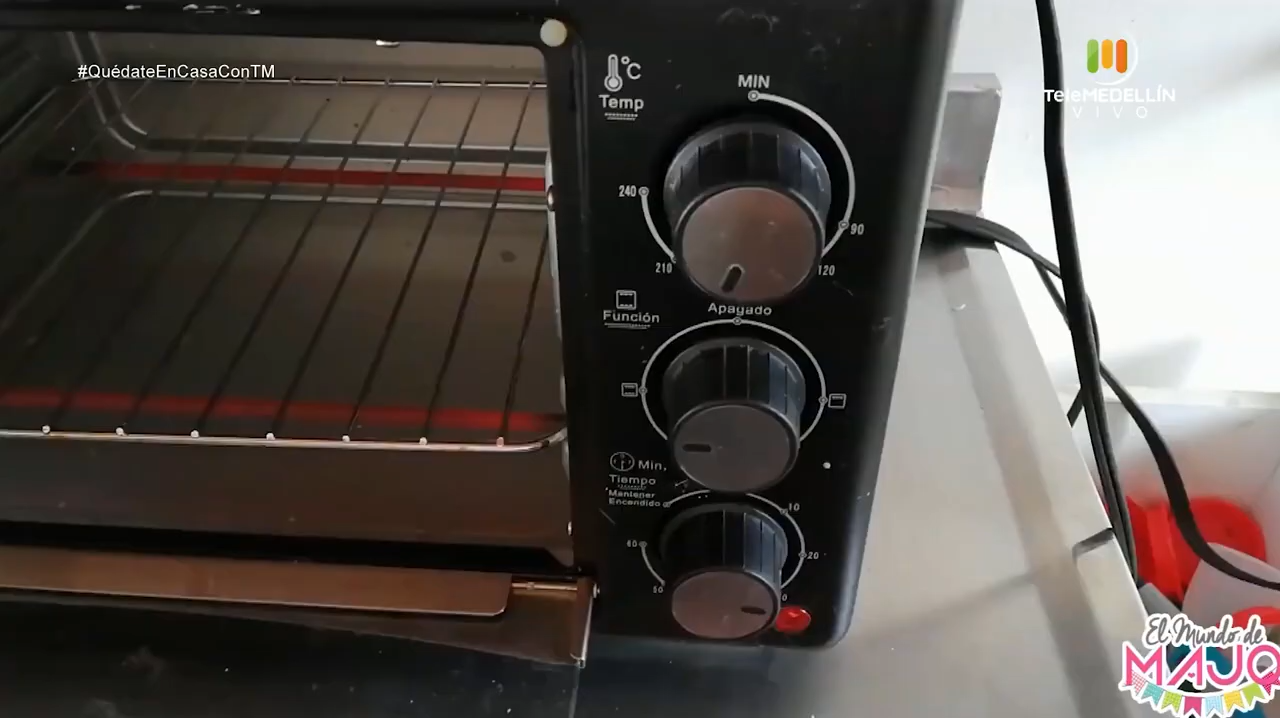 #QuédateEnCasaConTM
TeleMEDELLÍN
VIVO
°C
Temp
MIN
240
90
210
120
Función
Apagado
Min,
Tiempo
Mantener
Encendido
10
60
20
50
El Mundo de
MAJO